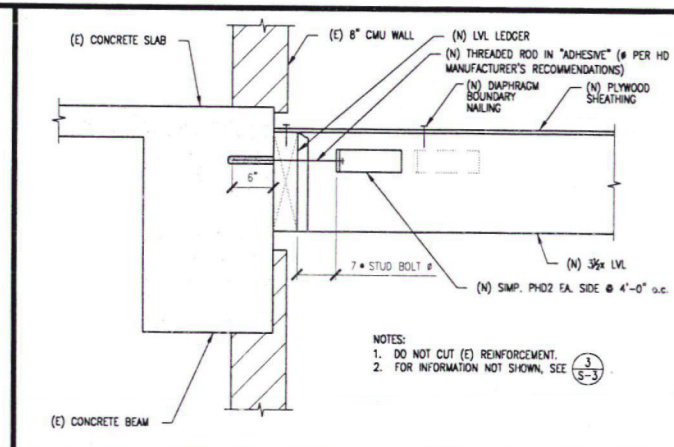 (E) CONCRETE SLAB
(E) 8" CMU WALL
(N) LVL LEDGER
(N) THREADED ROD IN "ADHESIVE" (ø PER HD
MANUFACTURER'S RECOMMENDATIONS)
(N) DIAPHRAGM
BOUNDARY
NAILING
(N) PLYWOOD
SHEATHING
6"
7 * STUD BOLT ø
(N) 3½x LVL
(N) SIMP. PHD2 EA. SIDE @ 4'-0" o.c.
NOTES:
1. DO NOT CUT (E) REINFORCEMENT.
2. FOR INFORMATION NOT SHOWN, SEE 3
S-3
(E) CONCRETE BEAM